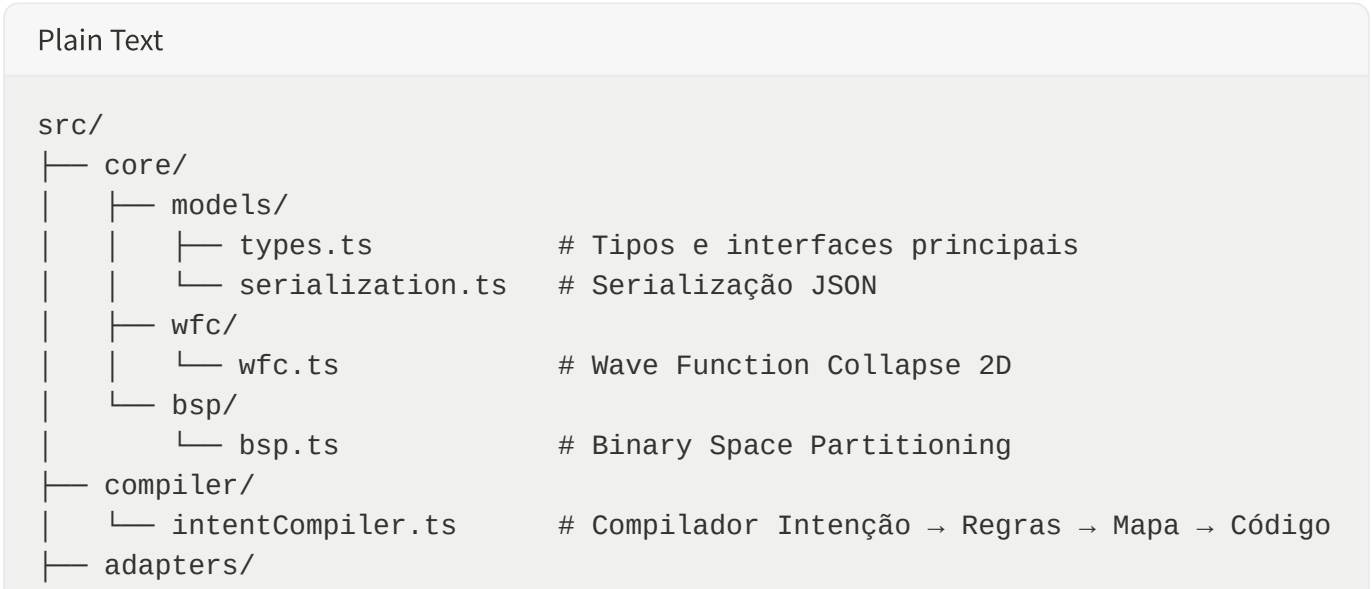 Plain Text
src/
├── core/
│   ├── models/
│   │   ├── types.ts           # Tipos e interfaces principais
│   │   └── serialization.ts   # Serialização JSON
│   ├── wfc/
│   │   └── wfc.ts             # Wave Function Collapse 2D
│   └── bsp/
│       └── bsp.ts             # Binary Space Partitioning
├── compiler/
│   └── intentCompiler.ts      # Compilador Intenção → Regras → Mapa → Código
├── adapters/